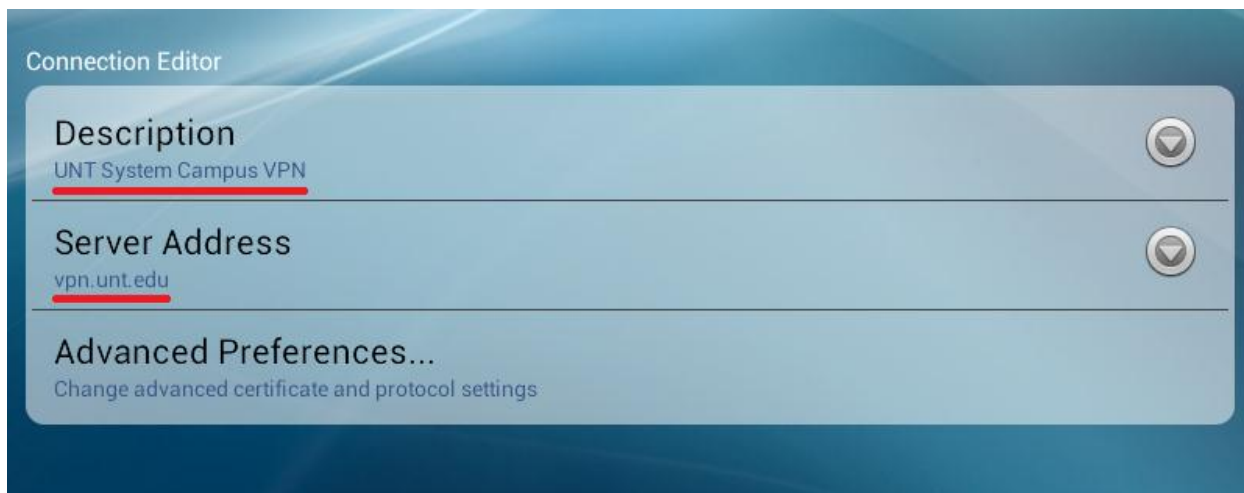 Connection Editor
Description
UNT System Campus VPN
Server Address
vpn.unt.edu
Advanced Preferences...
Change advanced certificate and protocol settings